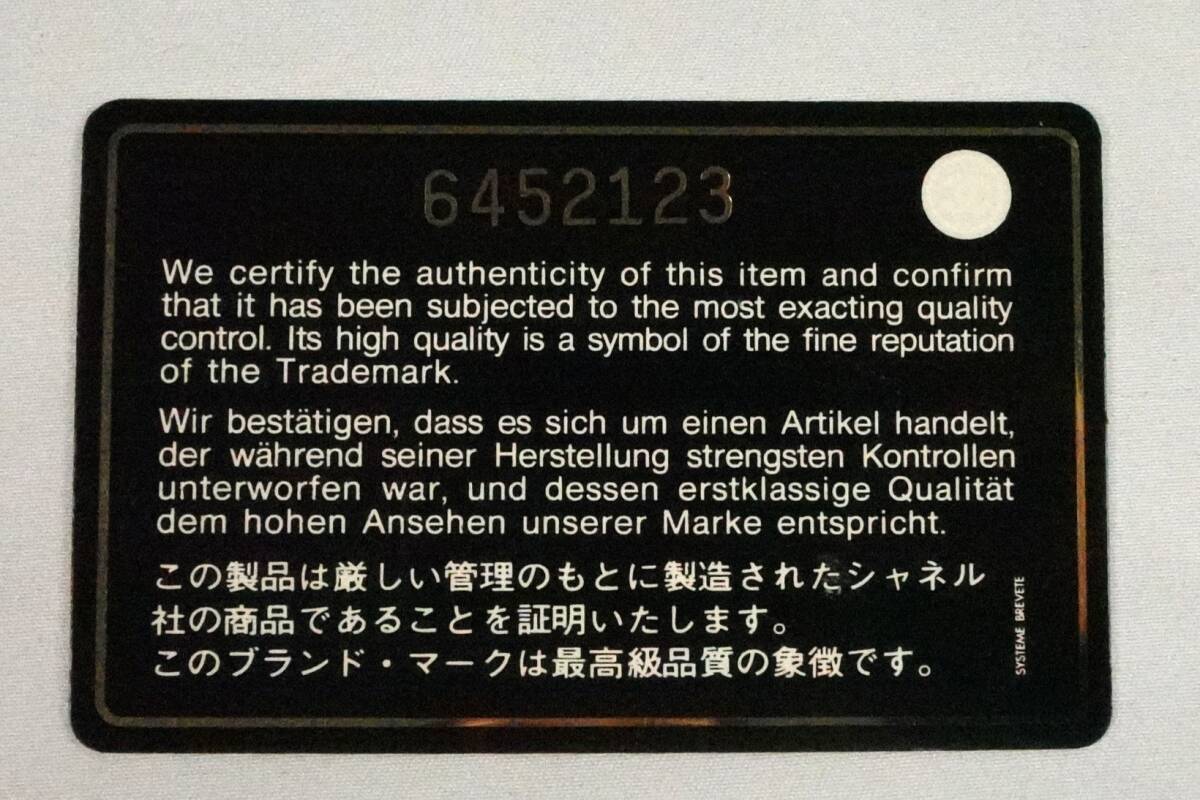 6452123
We certify the authenticity of this item and confirm
that it has been subjected to the most exacting quality
control. Its high quality is a symbol of the fine reputation
of the Trademark.
Wir bestätigen, dass es sich um einen Artikel handelt,
der während seiner Herstellung strengsten Kontrollen
unterworfen war, und dessen erstklassige Qualität
dem hohen Ansehen unserer Marke entspricht.
この製品は厳しい管理のもとに製造されたシャネル
社の商品であることを証明いたします。
このブランド・マークは最高級品質の象徴です。
SYSTEME BREVETE